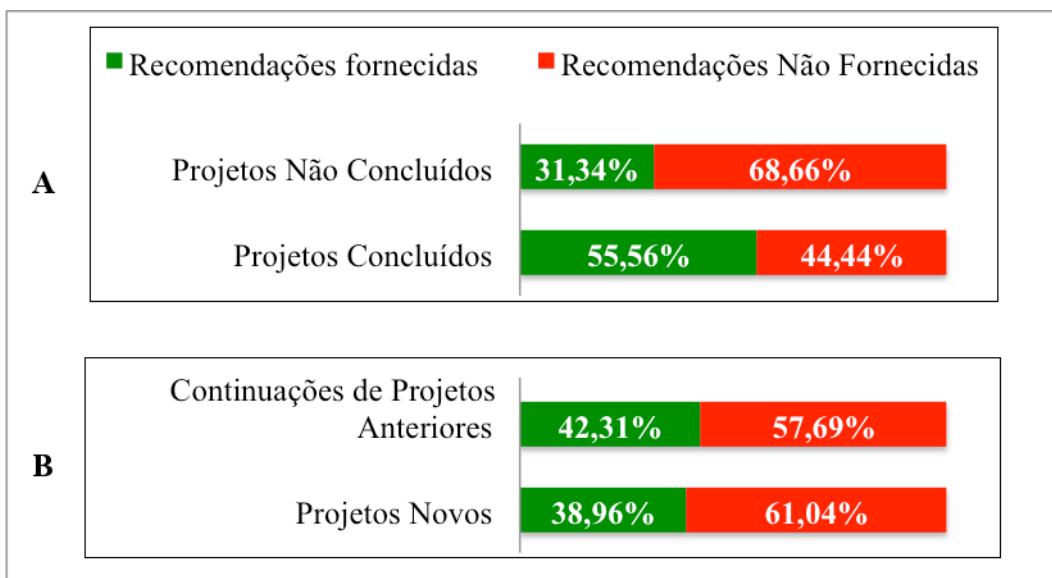 Recomendações fornecidas
Recomendações Não Fornecidas
A
Projetos Não Concluídos
31,34%
68,66%
Projetos Concluídos
55,56%
44,44%
B
Continuações de Projetos
Anteriores
42,31%
57,69%
Projetos Novos
38,96%
61,04%